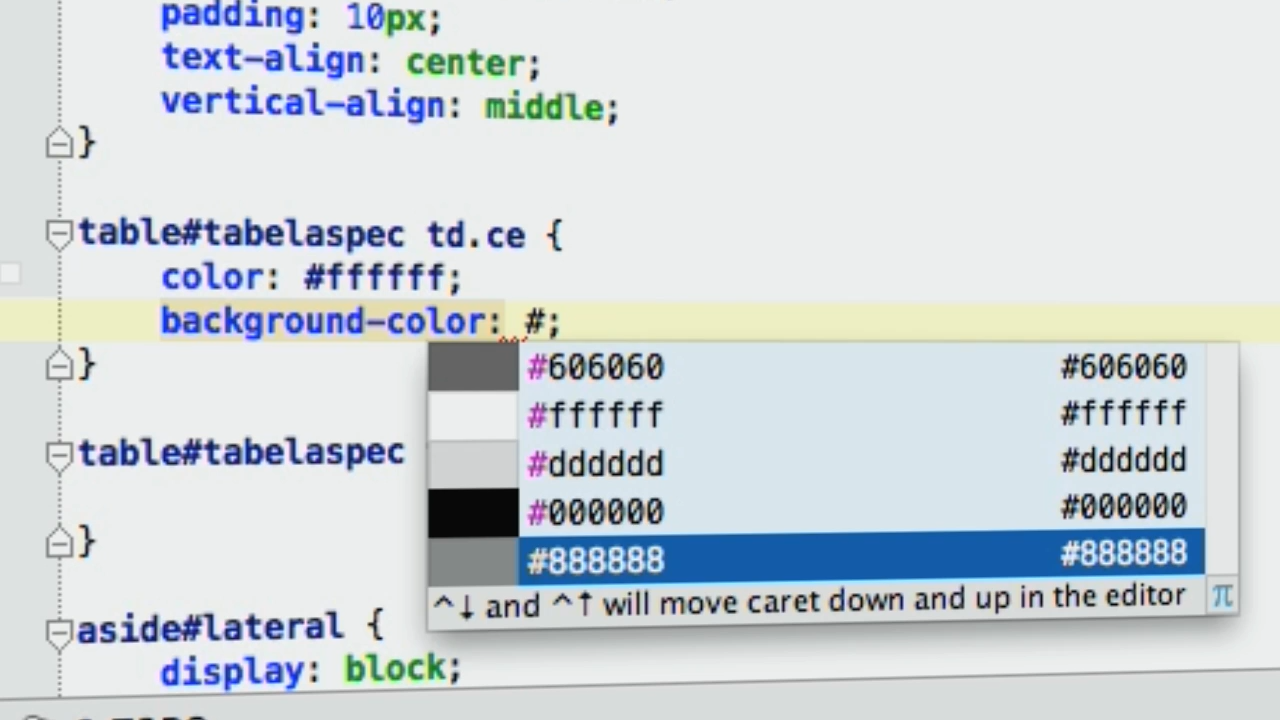 padding: 10px;
text-align: center;
vertical-align: middle;
}
table#tabelaspec td.ce {
color: #ffffff;
background-color: #;
}
#606060 #606060
#ffffff #ffffff
#dddddd #dddddd
#000000 #000000
#888888 #888888
^↓ and ^↑ will move caret down and up in the editor π
table#tabelaspec
}
aside#lateral {
display: block;